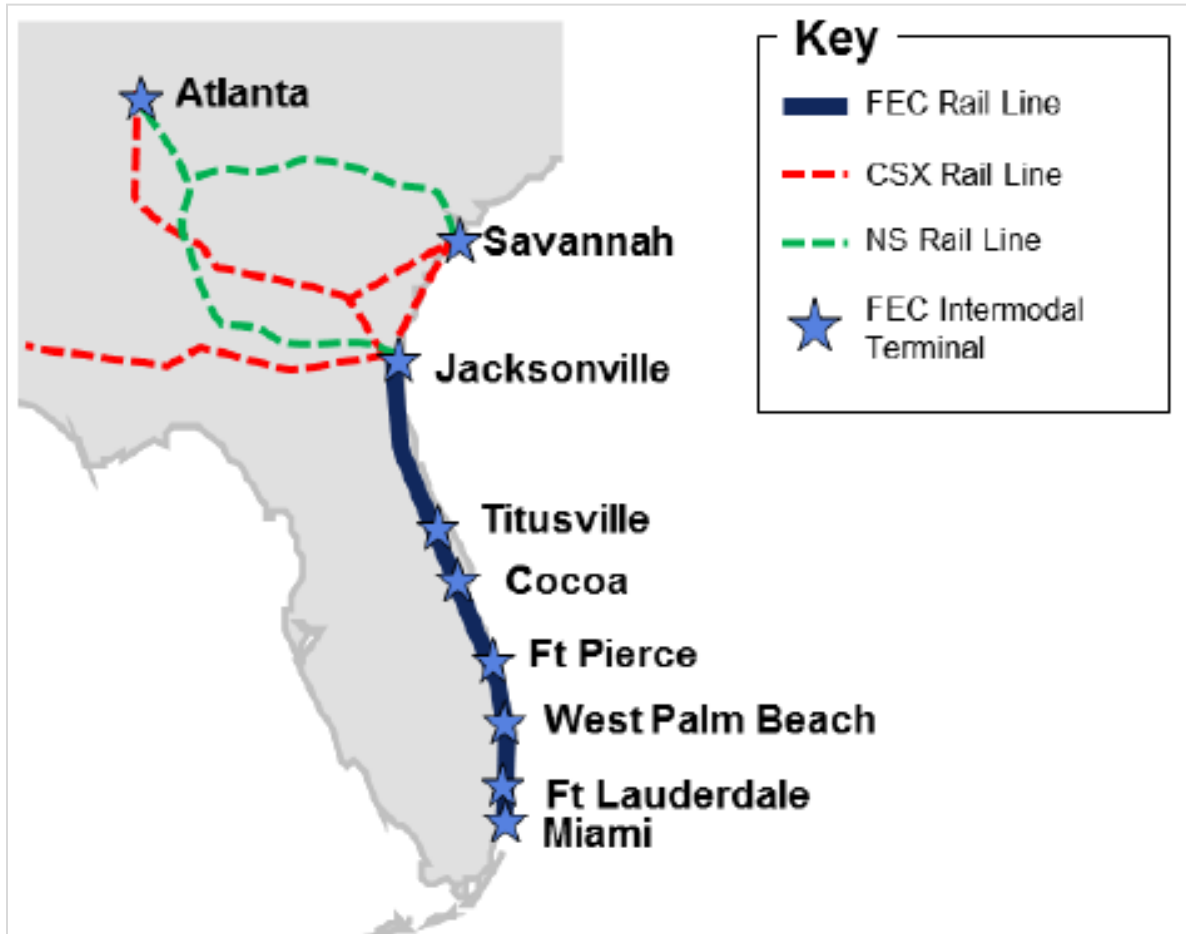 Key
FEC Rail Line
CSX Rail Line
NS Rail Line
FEC Intermodal
Terminal
Atlanta
Savannah
Jacksonville
Titusville
Cocoa
Ft Pierce
West Palm Beach
Ft Lauderdale
Miami